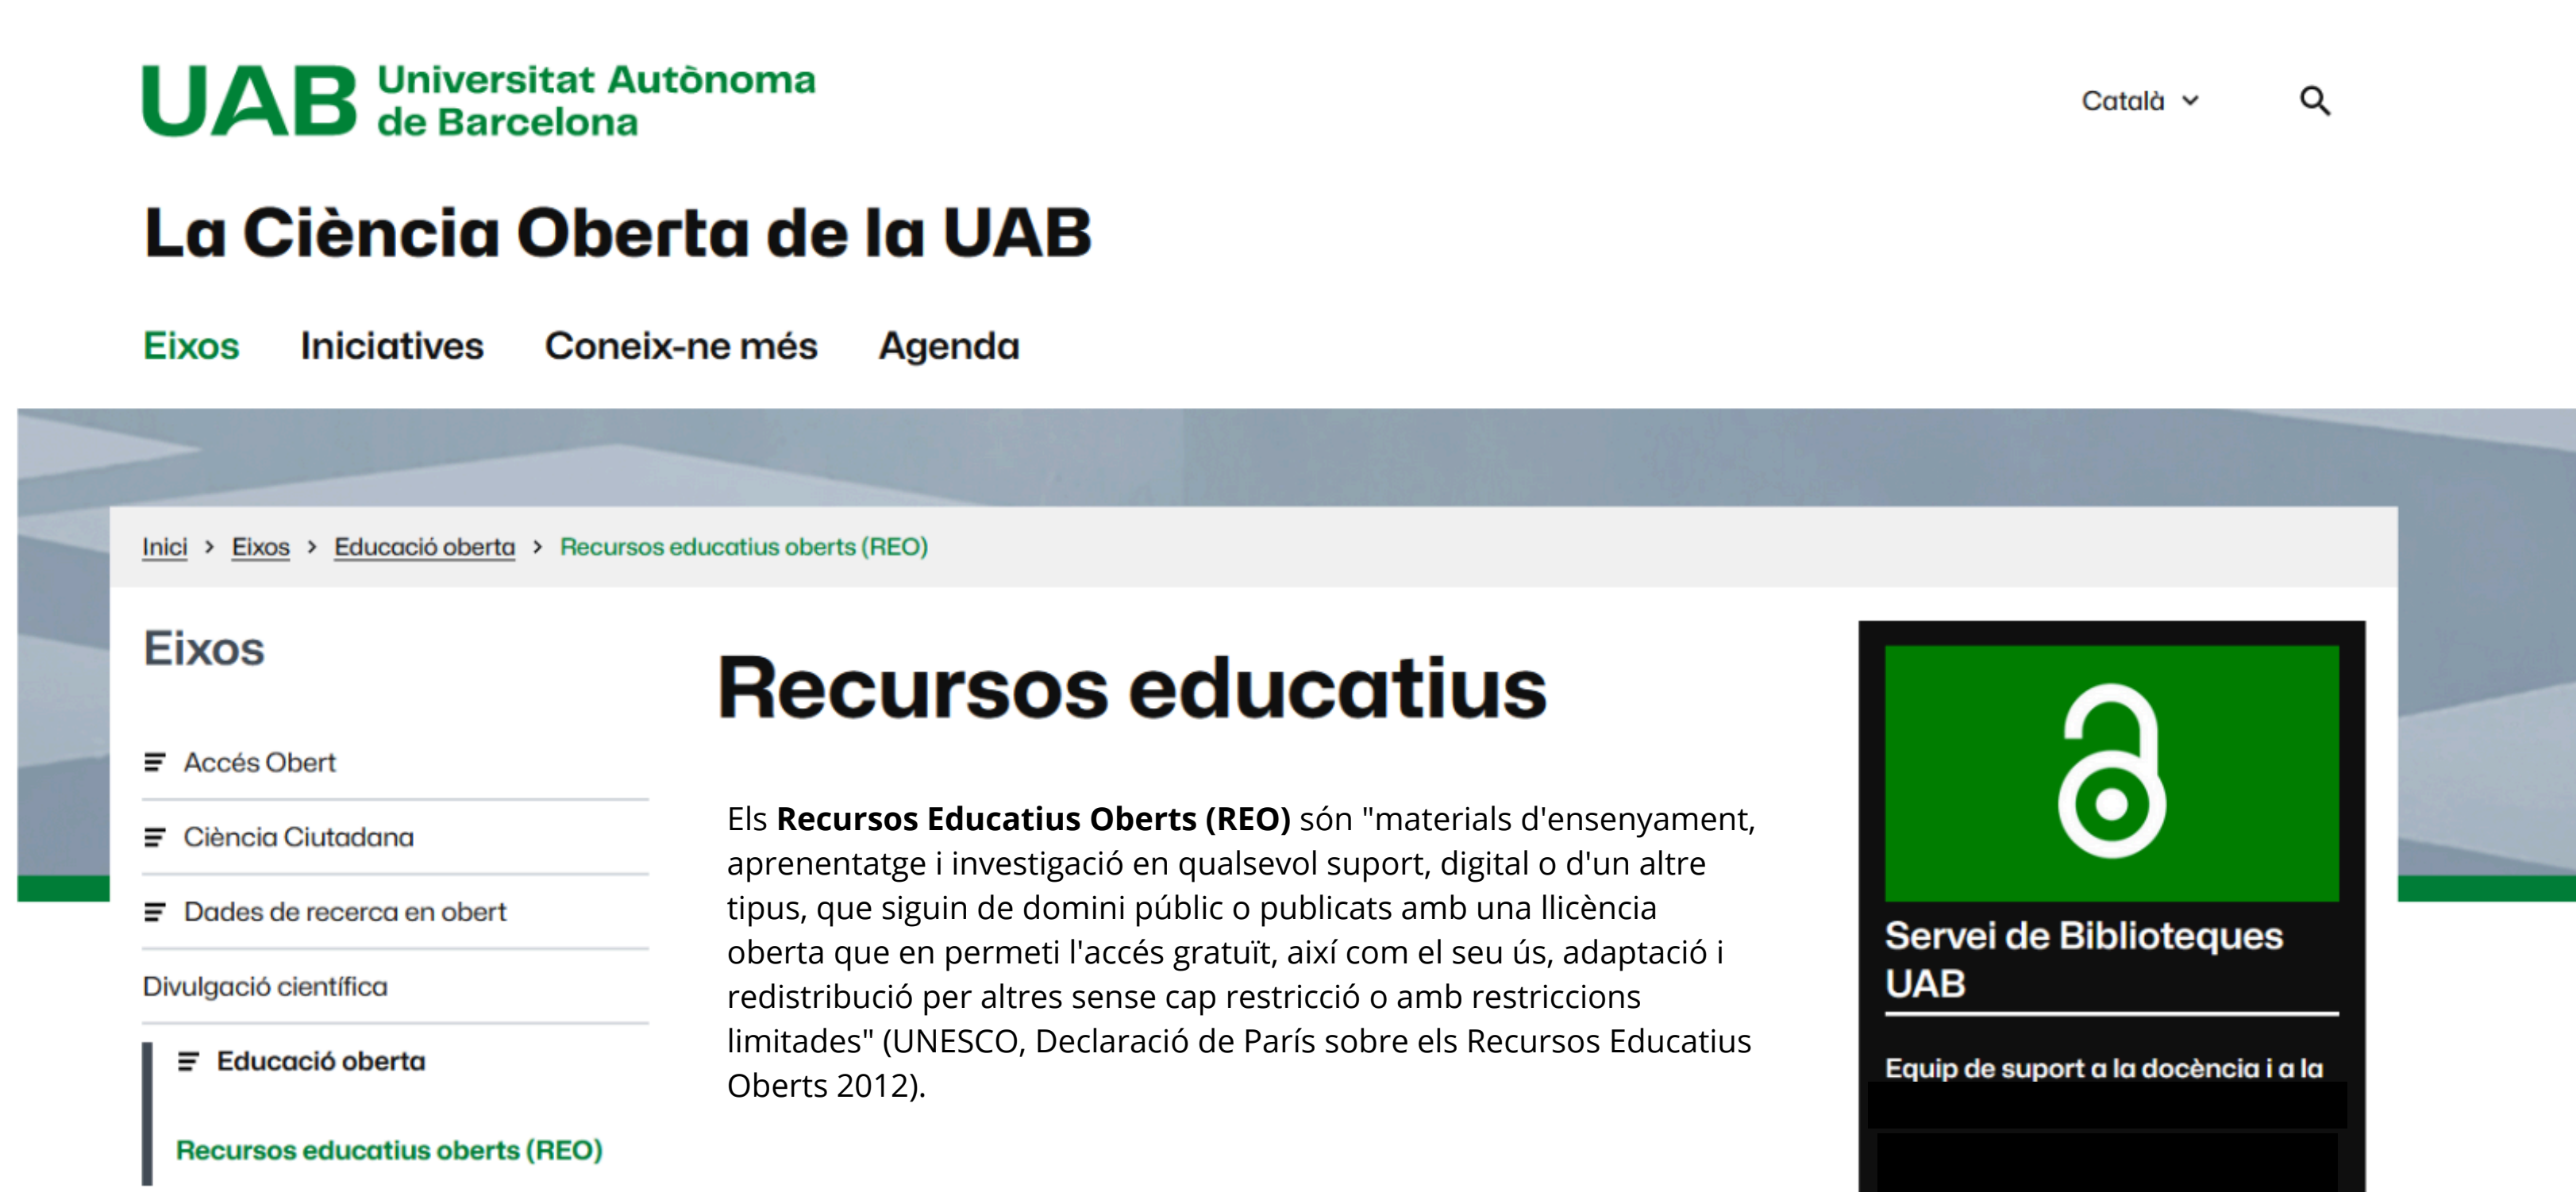 UAB Universitat Autònoma
de Barcelona
Català
La Ciència Oberta de la UAB
Eixos Iniciatives Coneix-ne més Agenda
Inici > Eixos > Educació oberta > Recursos educatius oberts (REO)
Eixos
Accés Obert
Ciència Ciutadana
Dades de recerca en obert
Divulgació científica
Educació oberta
Recursos educatius oberts (REO)
Recursos educatius
Els Recursos Educatius Oberts (REO) són "materials d'ensenyament,
aprenentatge i investigació en qualsevol suport, digital o d'un altre
tipus, que siguin de domini públic o publicats amb una llicència
oberta que en permeti l'accés gratuït, així com el seu ús, adaptació i
redistribució per altres sense cap restricció o amb restriccions
limitades" (UNESCO, Declaració de París sobre els Recursos Educatius
Oberts 2012).
Servei de Biblioteques
UAB
Equip de suport a la docència i a la